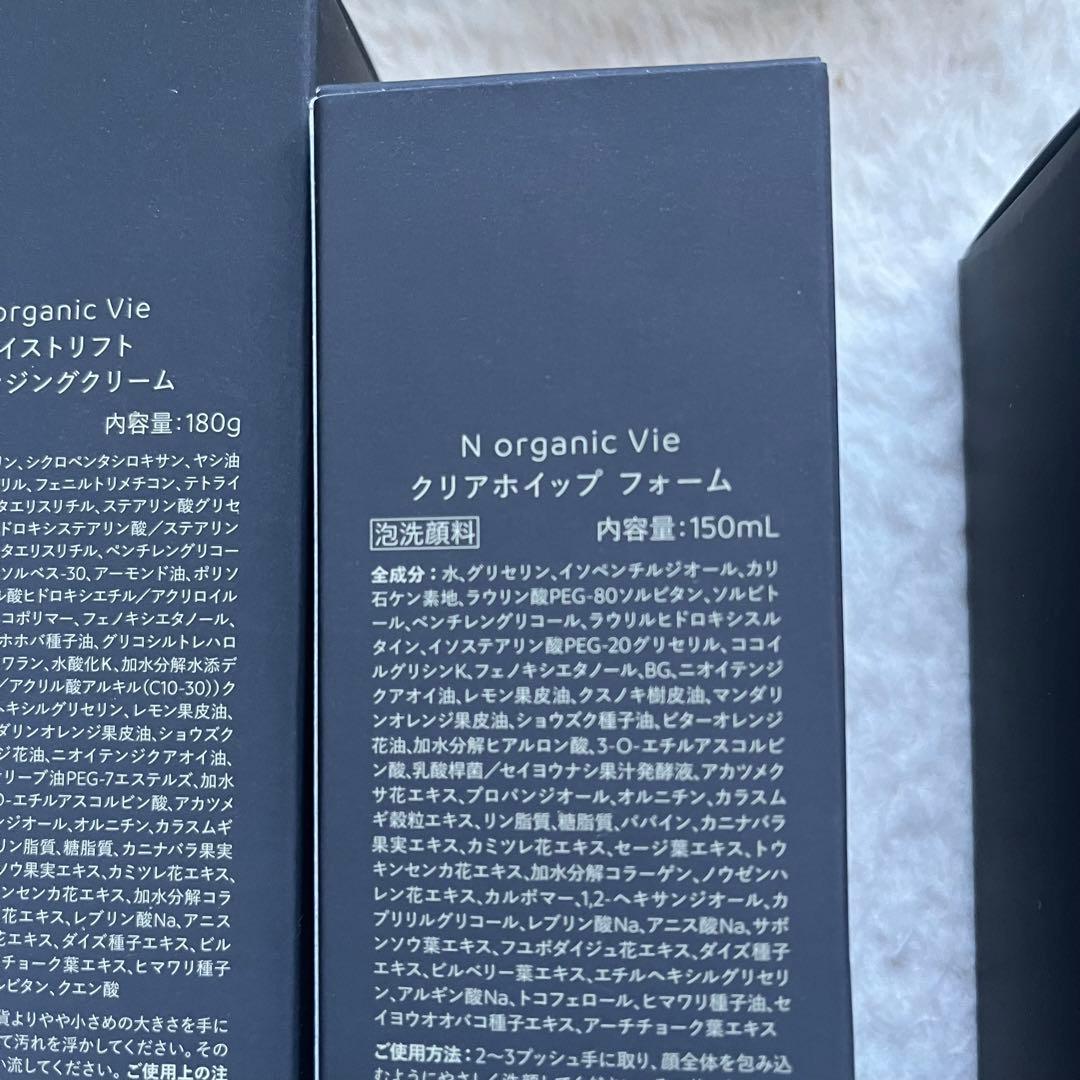 organic Vie
イストリフト
ジングクリーム
内容量:180g
リン、シクロペンタシロキサン、ヤシ油
リル、フェニルトリメチコン、テトライ
タエリスリチル、ステアリン酸グリセ
ドロキシステアリン酸/ステアリン
タエリスリチル、ペンチレングリコー
ソルベス-30、アーモンド油、ポリソ
酸ヒドロキシエチル/アクリロイル
コポリマー、フェノキシエタノール、
ホホバ種子油、グリコシルトレハロ
ワラン、水酸化K、加水分解水添デ
/アクリル酸アルキル(C10-30))ク
ヘキシルグリセリン、レモン果皮油、
ダリンオレンジ果皮油、ショウズク
ジ花油、ニオイテンジクアオイ油、
オリーブ油PEG-7エステルズ、加水
O-エチルアスコルビン酸、アカツメ
ンジオール、オルニチン、カラスムギ
リン脂質、糖脂質、カニナバラ果実
ソウ果実エキス、カミツレ花エキス、
ンセンカ花エキス、加水分解コラ
花エキス、レブリン酸Na、アニス
花エキス、ダイズ種子エキス、ビル
チョーク葉エキス、ヒマワリ種子
ルビタン、クエン酸
貨よりやや小さめの大きさを手に
て汚れを浮かしてください。その
い流してください。ご使用上の注
N organic Vie
クリアホイップ フォーム
泡洗顔料 内容量:150mL
全成分:水、グリセリン、イソペンチルジオール、カリ
石ケン素地、ラウリン酸PEG-80ソルビタン、ソルビト
ール、ペンチレングリコール、ラウリルヒドロキシスル
タイン、イソステアリン酸PEG-20グリセリル、ココイ
ルグリシンK、フェノキシエタノール、BG、ニオイテンジ
クアオイ油、レモン果皮油、クスノキ樹皮油、マンダリ
ンオレンジ果皮油、ショウズク種子油、ビターオレンジ
花油、加水分解ヒアルロン酸、3-O-エチルアスコルビ
ン酸、乳酸桿菌/セイヨウナシ果汁発酵液、アカツメク
サ花エキス、プロパンジオール、オルニチン、カラスム
ギ穀粒エキス、リン脂質、糖脂質、パパイン、カニナバラ
果実エキス、カミツレ花エキス、セージ葉エキス、トウ
キンセンカ花エキス、加水分解コラーゲン、ノウゼンハ
レン花エキス、カルボマー、1,2-ヘキサンジオール、カ
プリリルグリコール、レブリン酸Na、アニス酸Na、サボ
ンソウ葉エキス、フユボダイジュ花エキス、ダイズ種子
エキス、ビルベリー葉エキス、エチルヘキシルグリセリ
ン、アルギン酸Na、トコフェロール、ヒマワリ種子油、セ
イヨウオオバコ種子エキス、アーチチョーク葉エキス
ご使用方法:2〜3プッシュ手に取り、顔全体を包み込
むようにやさしく洗顔してください。